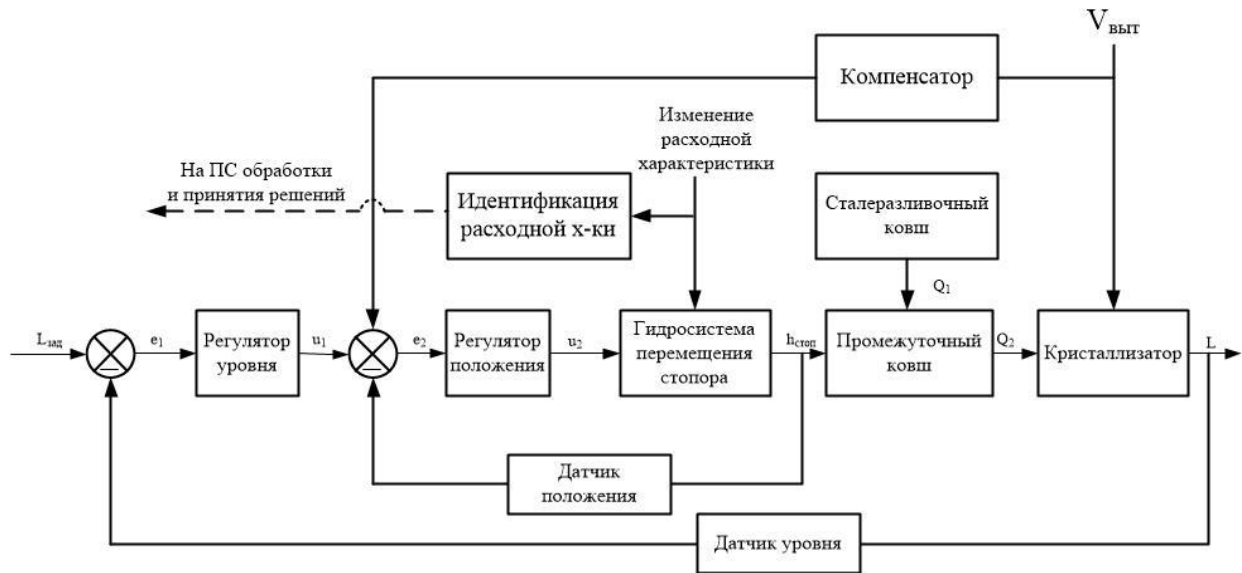 Vвыт
Компенсатор
Изменение
расходной
характеристики
На ПС обработки
и принятия решений
Идентификация
расходной х-ки
Сталеразливочный
ковш
Q1
Lзад
e1
Регулятор
уровня
u1
e2
Регулятор
положения
u2
Гидросистема
перемещения
стопора
hстоп
Промежуточный
ковш
Q2
Кристаллизатор
L
Датчик
положения
Датчик уровня